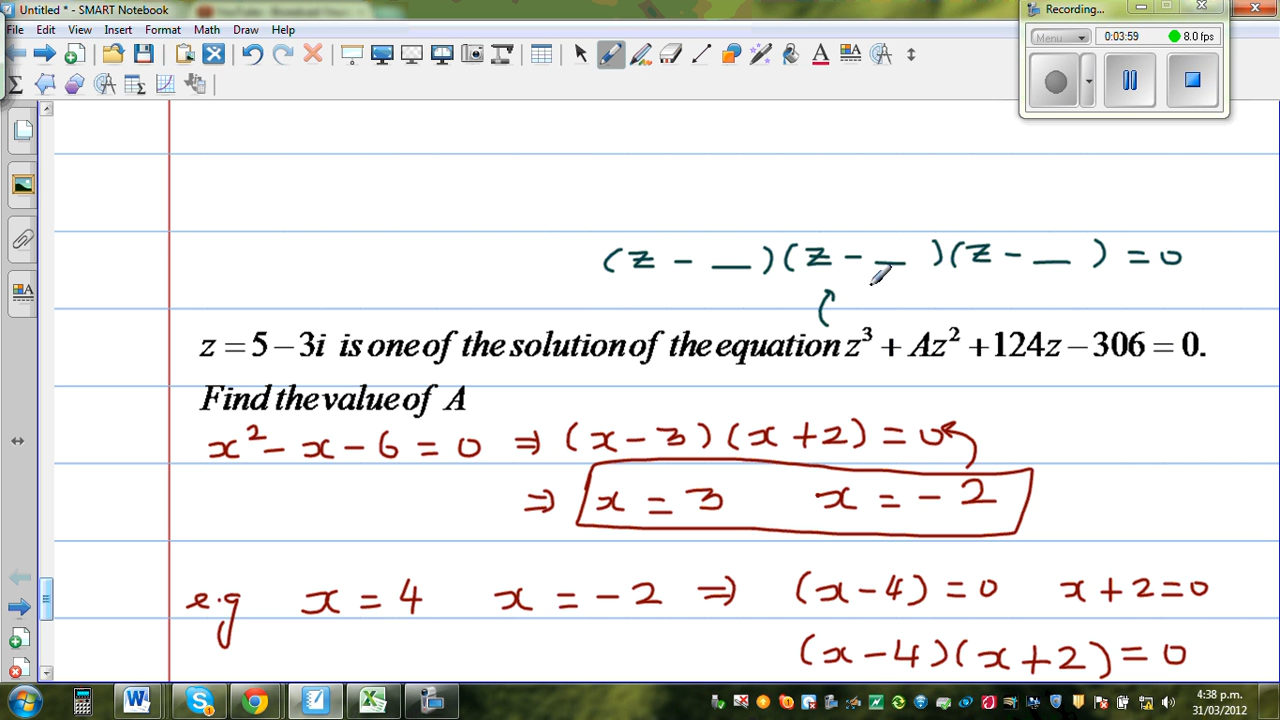 Untitled * - SMART Notebook
Recording...
File Edit View Insert Format Math Draw Help
Menu 03:03:59 8.0 fps
(z - __)(z - __)(z - __) = 0
z = 5 − 3i is one of the solution of the equation z³ + Az² + 124z − 306 = 0.
Find the value of A
x² - x - 6 = 0 ⇒ (x - 3)(x + 2) = 0
⇒ x = 3 x = - 2
e.g x = 4 x = - 2 ⇒ (x - 4) = 0 x + 2 = 0
(x - 4)(x + 2) = 0
4:38 p.m.
31/03/2012